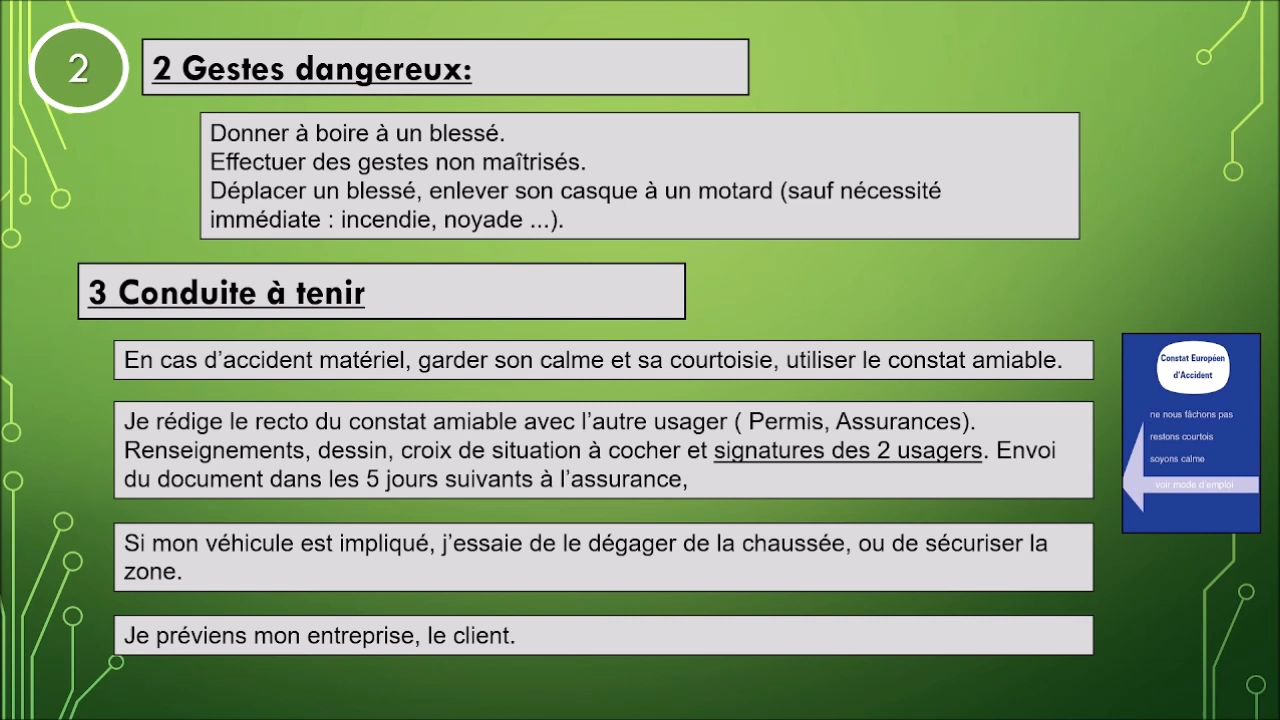 2
2 Gestes dangereux:
Donner à boire à un blessé.
Effectuer des gestes non maîtrisés.
Déplacer un blessé, enlever son casque à un motard (sauf nécessité
immédiate : incendie, noyade ...).
3 Conduite à tenir
En cas d’accident matériel, garder son calme et sa courtoisie, utiliser le constat amiable.
Je rédige le recto du constat amiable avec l’autre usager ( Permis, Assurances).
Renseignements, dessin, croix de situation à cocher et signatures des 2 usagers. Envoi
du document dans les 5 jours suivants à l’assurance,
Si mon véhicule est impliqué, j’essaie de le dégager de la chaussée, ou de sécuriser la
zone.
Je préviens mon entreprise, le client.
Constat Européen
d’Accident
ne nous fâchons pas
restons courtois
soyons calme
voir mode d’emploi